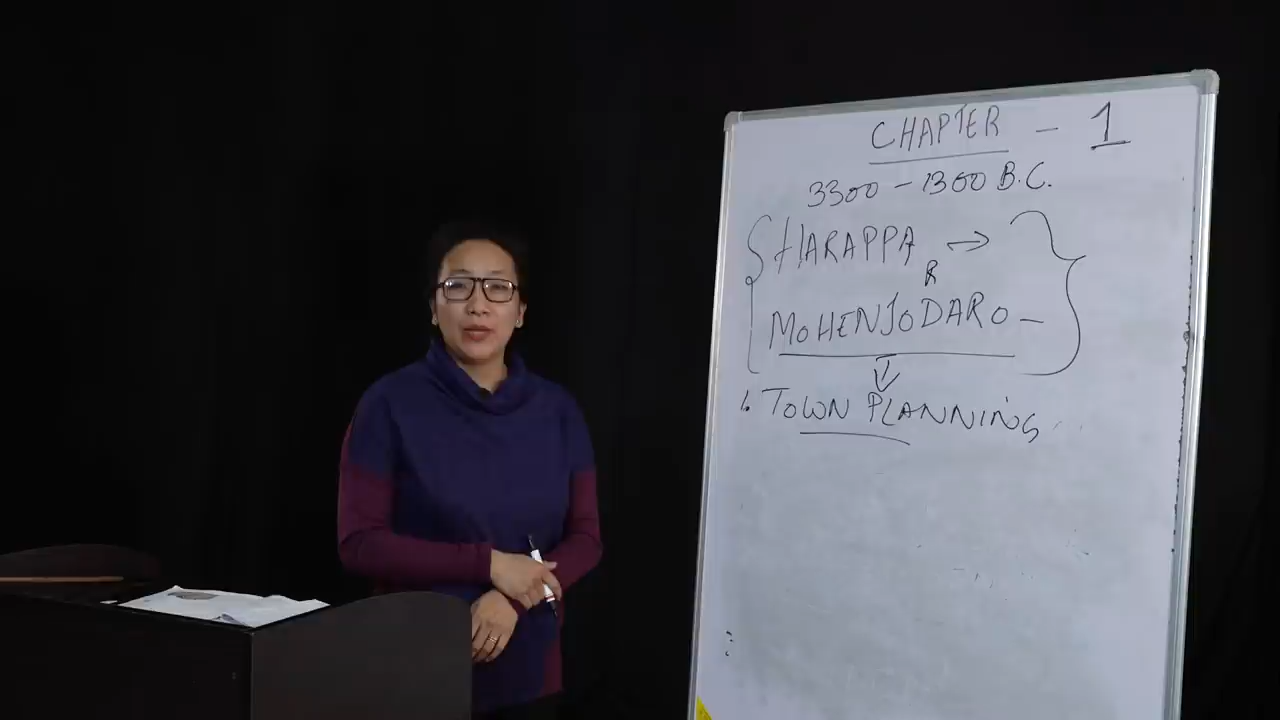 CHAPTER - 1
3300 - 1300 B.C.
HARAPPA →
R
MOHENJODARO -
1. TOWN PLANNING